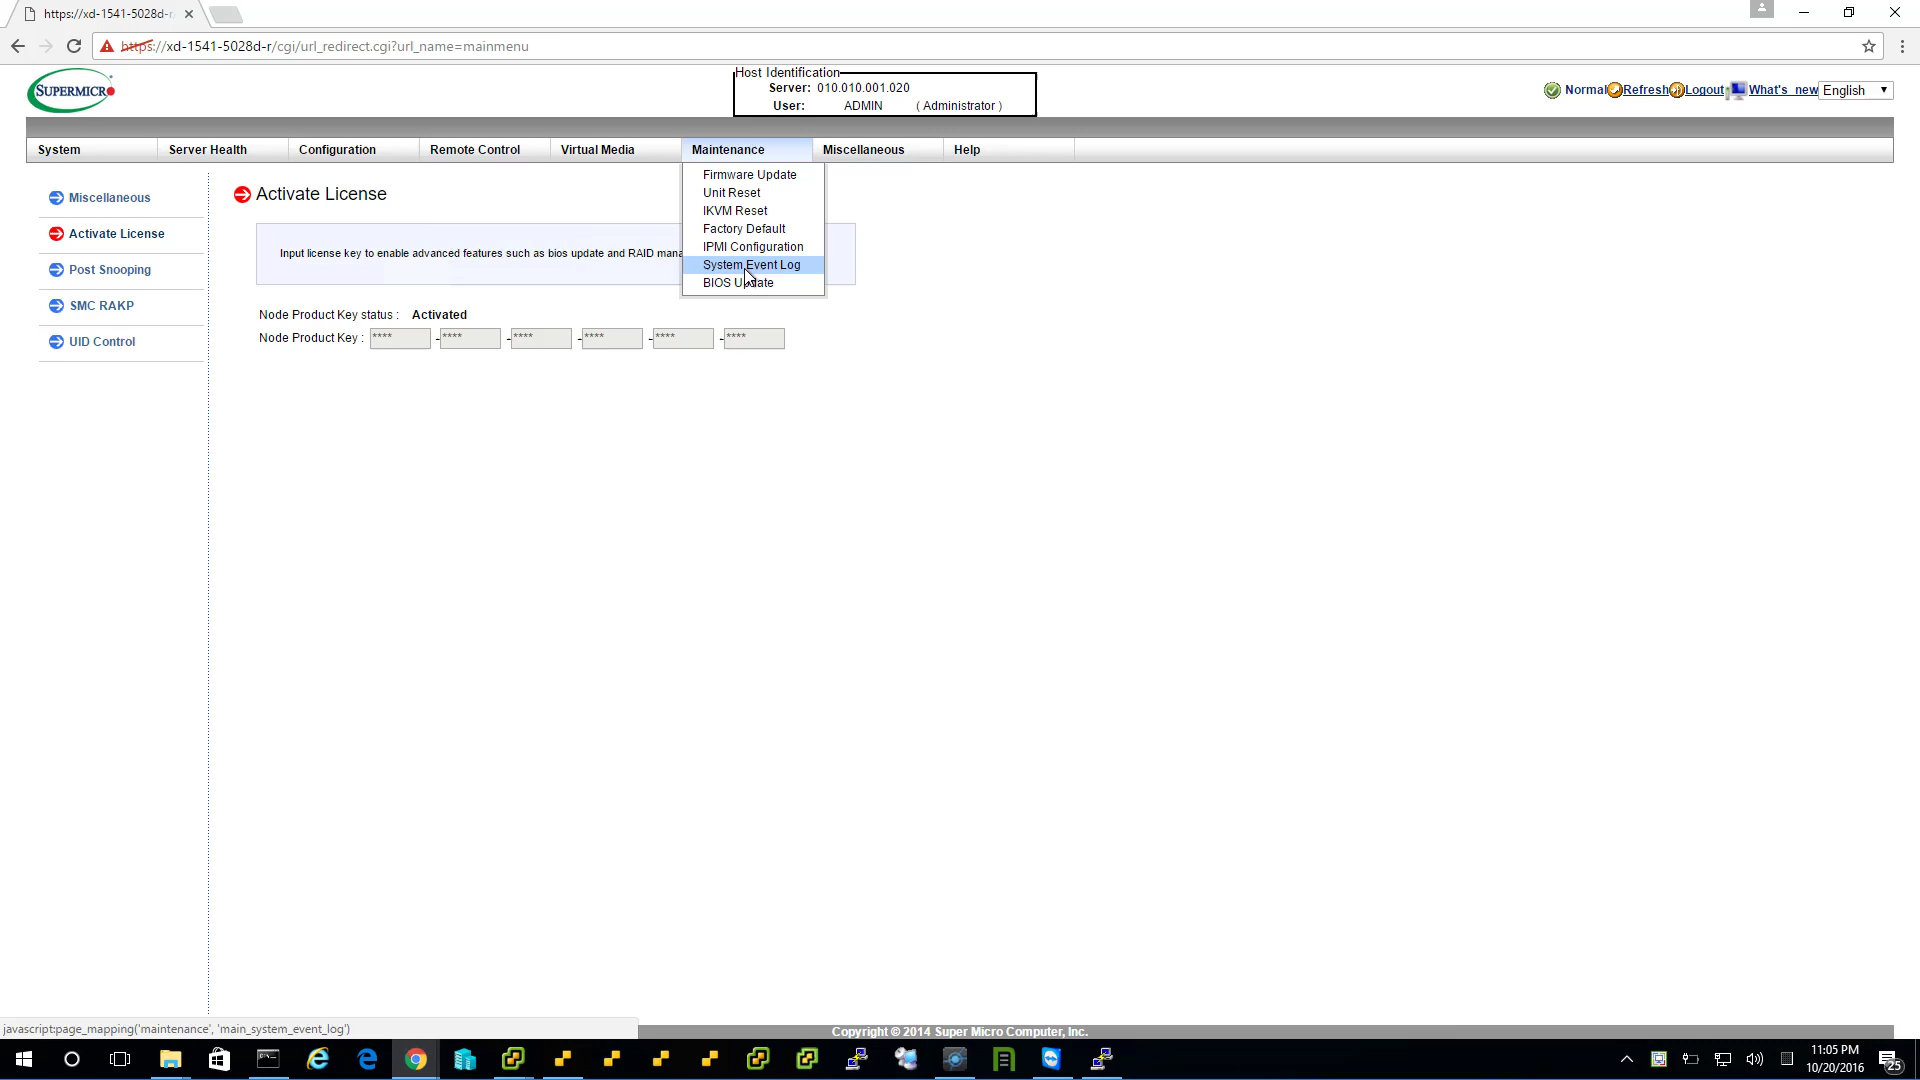 https://xd-1541-5028d-r
https://xd-1541-5028d-r/cgi/url_redirect.cgi?url_name=mainmenu
SUPERMICRO
Host Identification
Server: 010.010.001.020
User: ADMIN ( Administrator )
Normal Refresh Logout What's new English
System Server Health Configuration Remote Control Virtual Media Maintenance Miscellaneous Help
Firmware Update
Unit Reset
IKVM Reset
Factory Default
IPMI Configuration
System Event Log
BIOS Update
Miscellaneous
Activate License
Post Snooping
SMC RAKP
UID Control
Activate License
Input license key to enable advanced features such as bios update and RAID mana
Node Product Key status : Activated
Node Product Key : **** - **** - **** - **** - **** - ****
javascript:page_mapping('maintenance', 'main_system_event_log')
Copyright © 2014 Super Micro Computer, Inc.
11:05 PM
10/20/2016
25